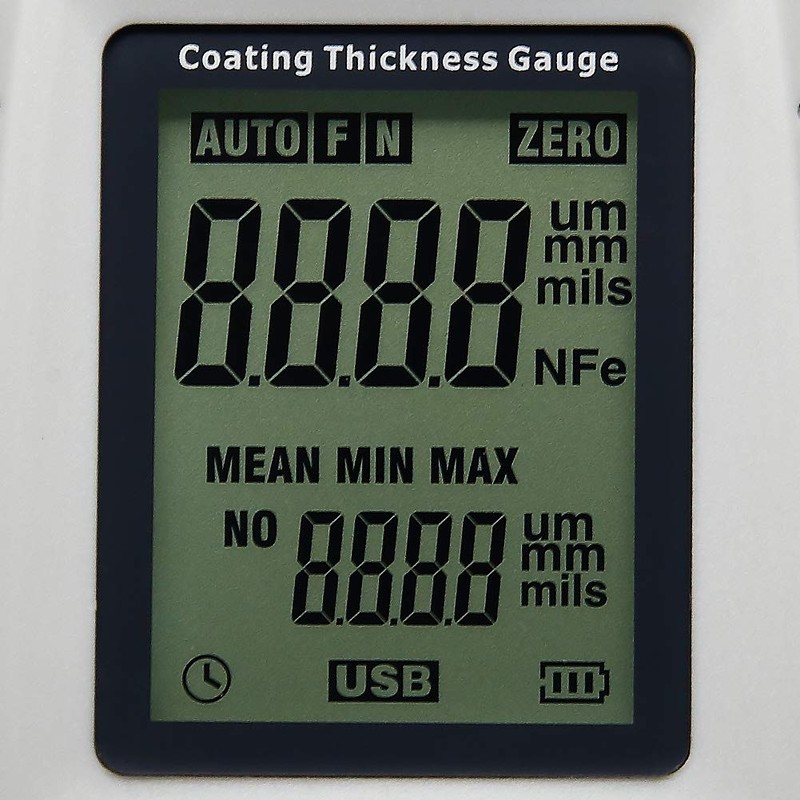 Coating Thickness Gauge
AUTO F N ZERO
8.8.8.8 um
mm
mils
NFe
MEAN MIN MAX
NO 8.8.8.8 um
mm
mils
USB